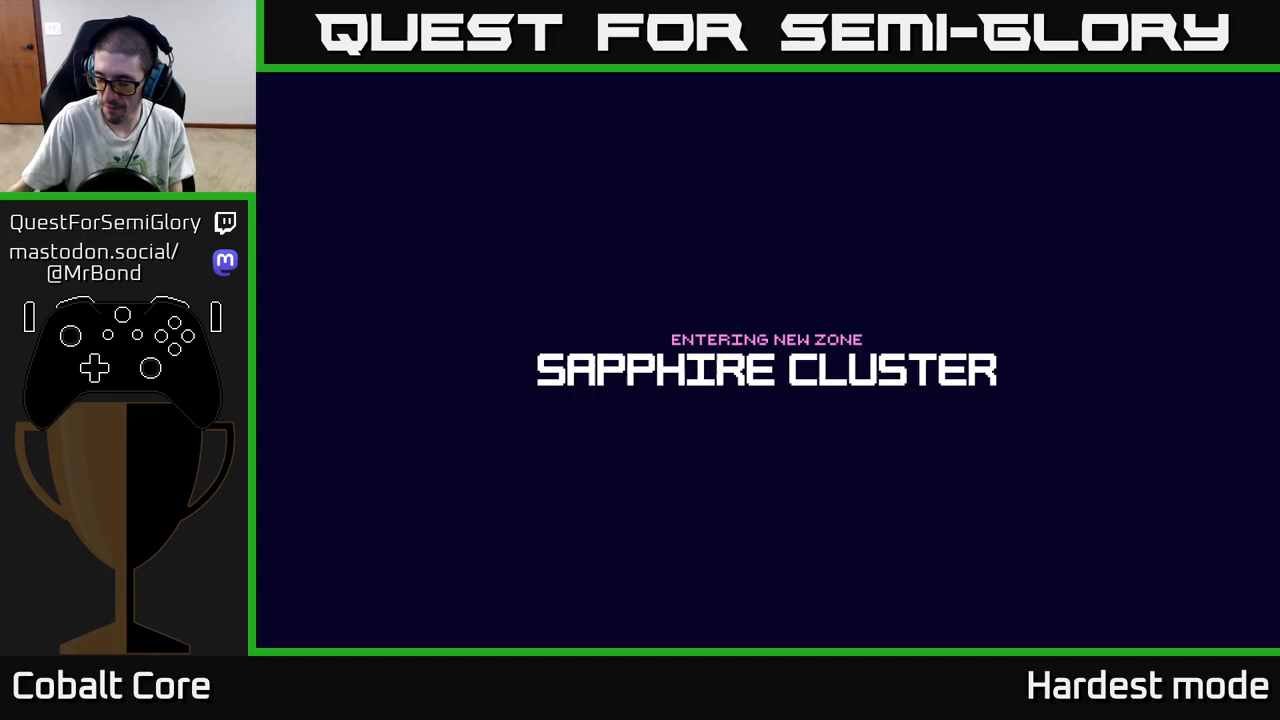 QUEST FOR SEMI-GLORY
QuestForSemiGlory
mastodon.social/
@MrBond
ENTERING NEW ZONE
SAPPHIRE CLUSTER
Cobalt Core
Hardest mode